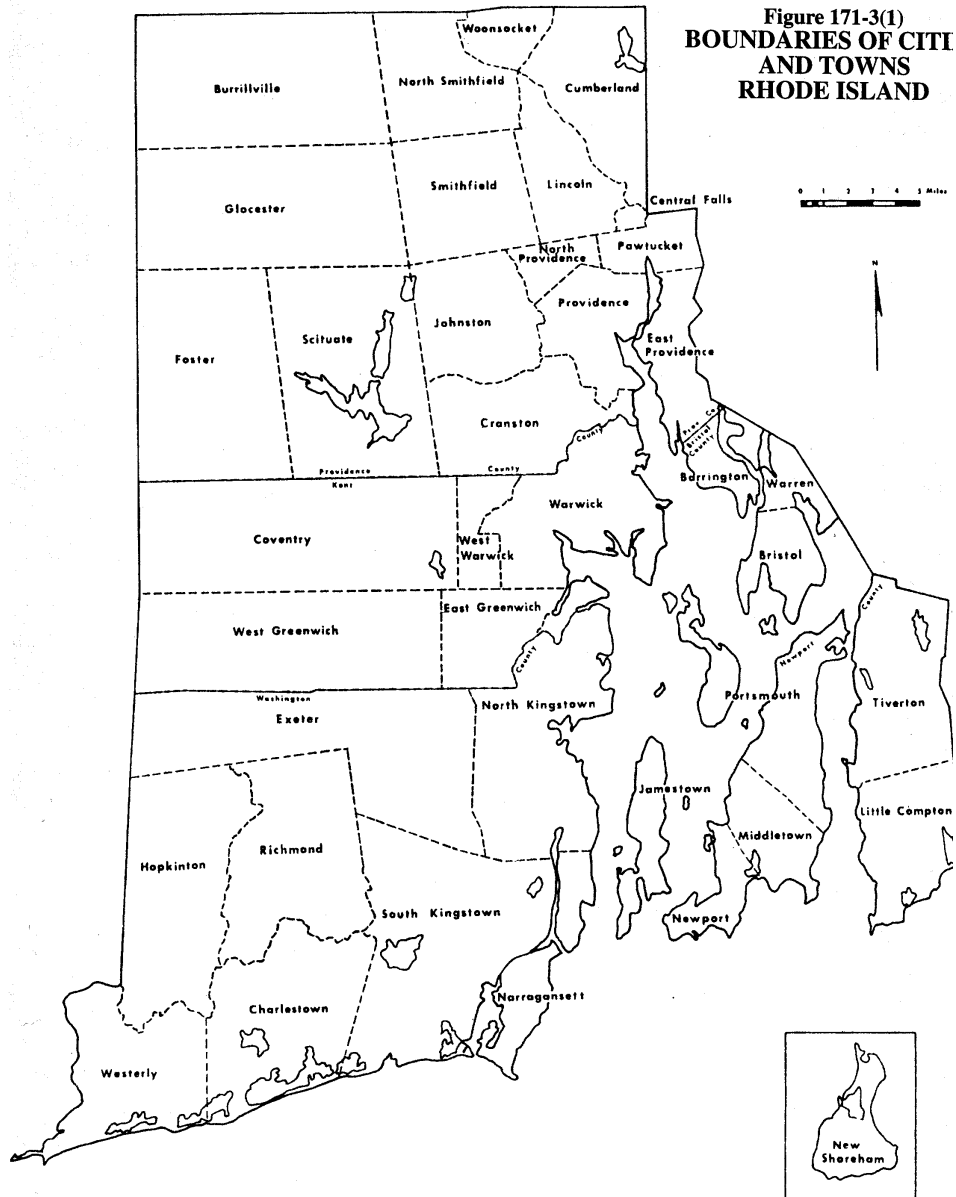 Figure 171-3(1)
BOUNDARIES OF CITI
AND TOWNS
RHODE ISLAND
Woonsocket
Burrillville
North Smithfield
Cumberland
Smithfield
Lincoln
Glocester
Central Falls
0 1 2 3 4 5 Miles
North
Providence
Pawtucket
N
Providence
Johnston
Scituate
Foster
East
Providence
Cranston
County
Prov Co
Bristol
County
Providence
County
Kent
Barrington
Warren
Warwick
Coventry
West
Warwick
Bristol
East Greenwich
County
West Greenwich
County
Newport
Washington
Exeter
North Kingstown
Portsmouth
Tiverton
Jamestown
Little Compton
Middletown
Richmond
Hopkinton
South Kingstown
Newport
Narragansett
Charlestown
Westerly
New
Shoreham